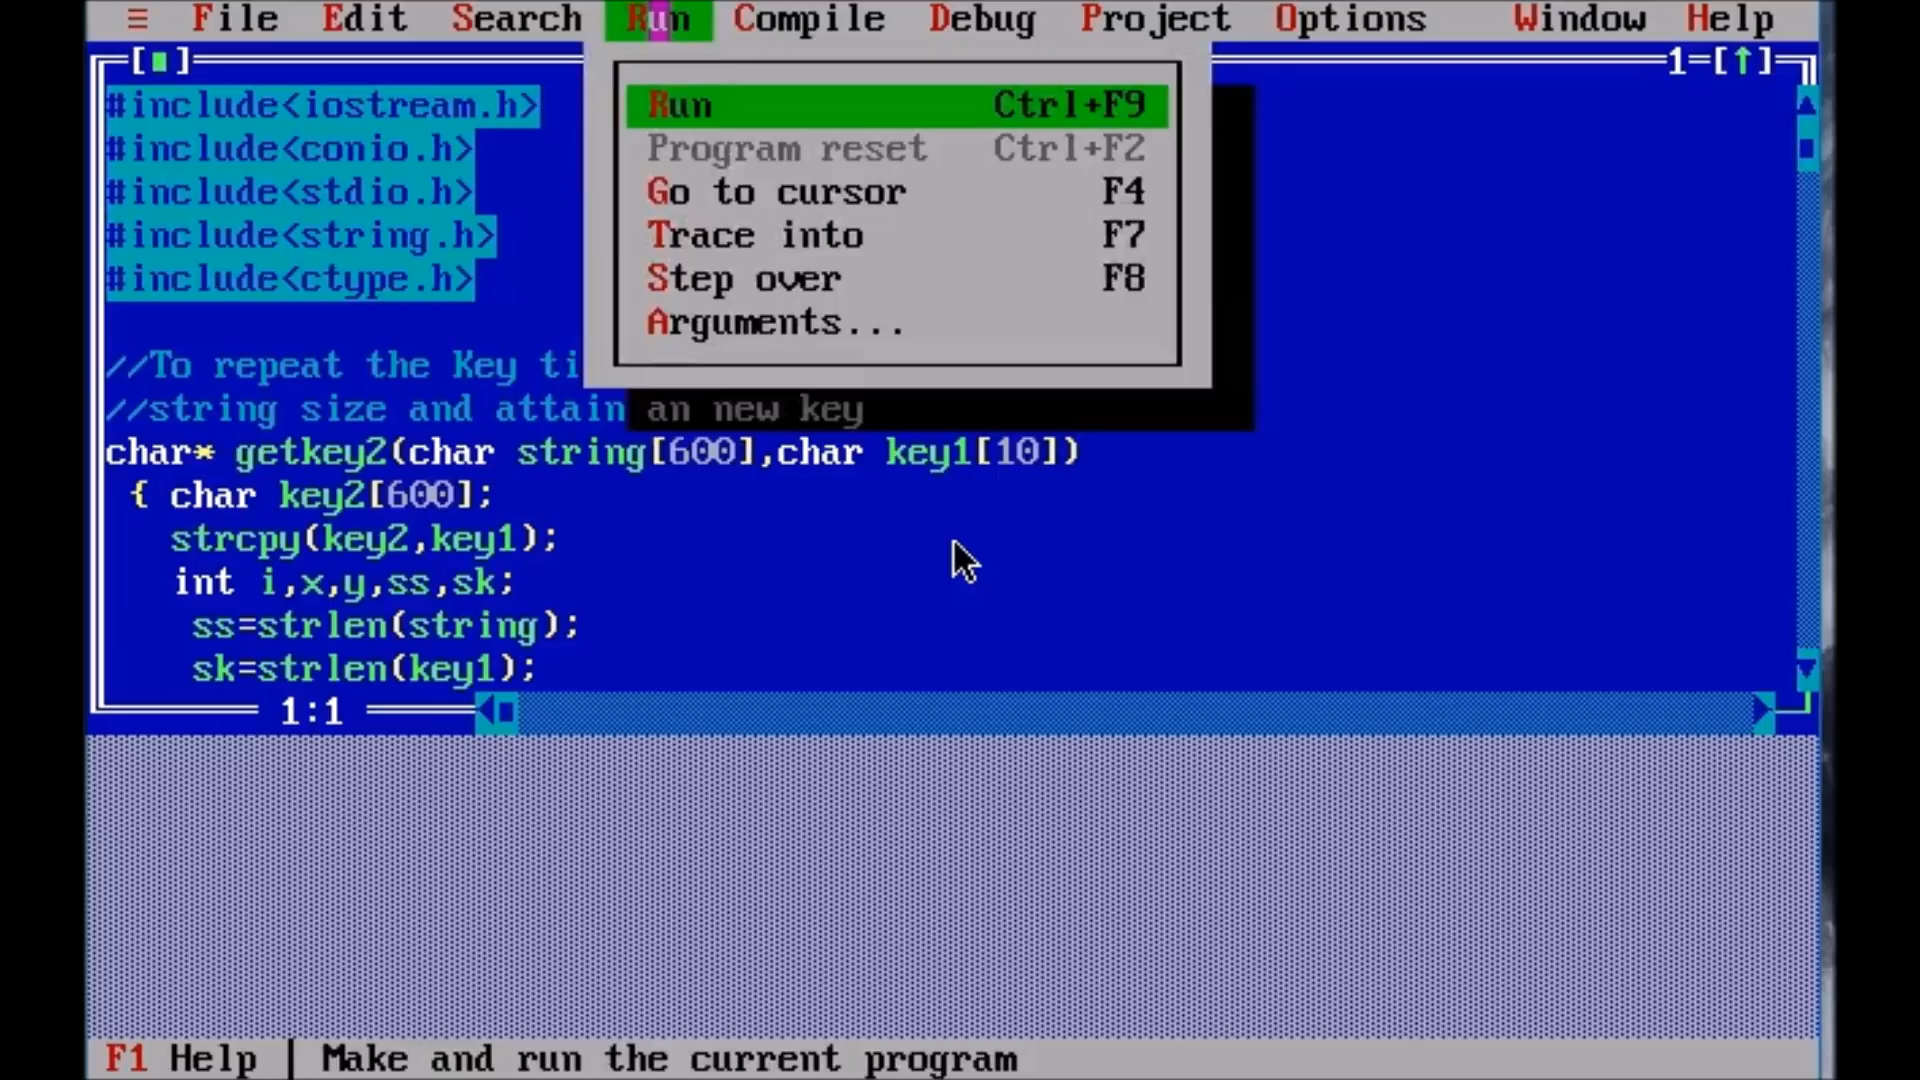 ≡ File Edit Search Run Compile Debug Project Options Window Help
[■] 1=[↑]
#include<iostream.h>
#include<conio.h>
#include<stdio.h>
#include<string.h>
#include<ctype.h>
Run Ctrl+F9
Program reset Ctrl+F2
Go to cursor F4
Trace into F7
Step over F8
Arguments...
//To repeat the Key ti
//string size and attain an new key
char* getkey2(char string[600],char key1[10])
{ char key2[600];
strcpy(key2,key1);
int i,x,y,ss,sk;
ss=strlen(string);
sk=strlen(key1);
1:1
F1 Help | Make and run the current program